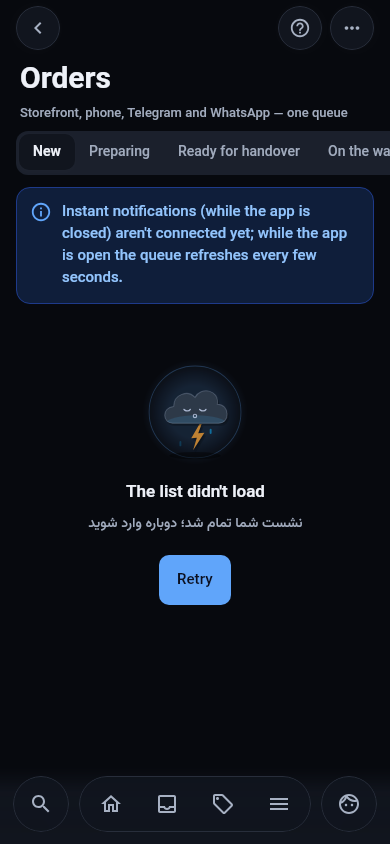 Orders
Storefront, phone, Telegram and WhatsApp — one queue
New Preparing Ready for handover On the wa
Instant notifications (while the app is
closed) aren't connected yet; while the app
is open the queue refreshes every few
seconds.
The list didn't load
نشست شما تمام شد؛ دوباره وارد شوید
Retry